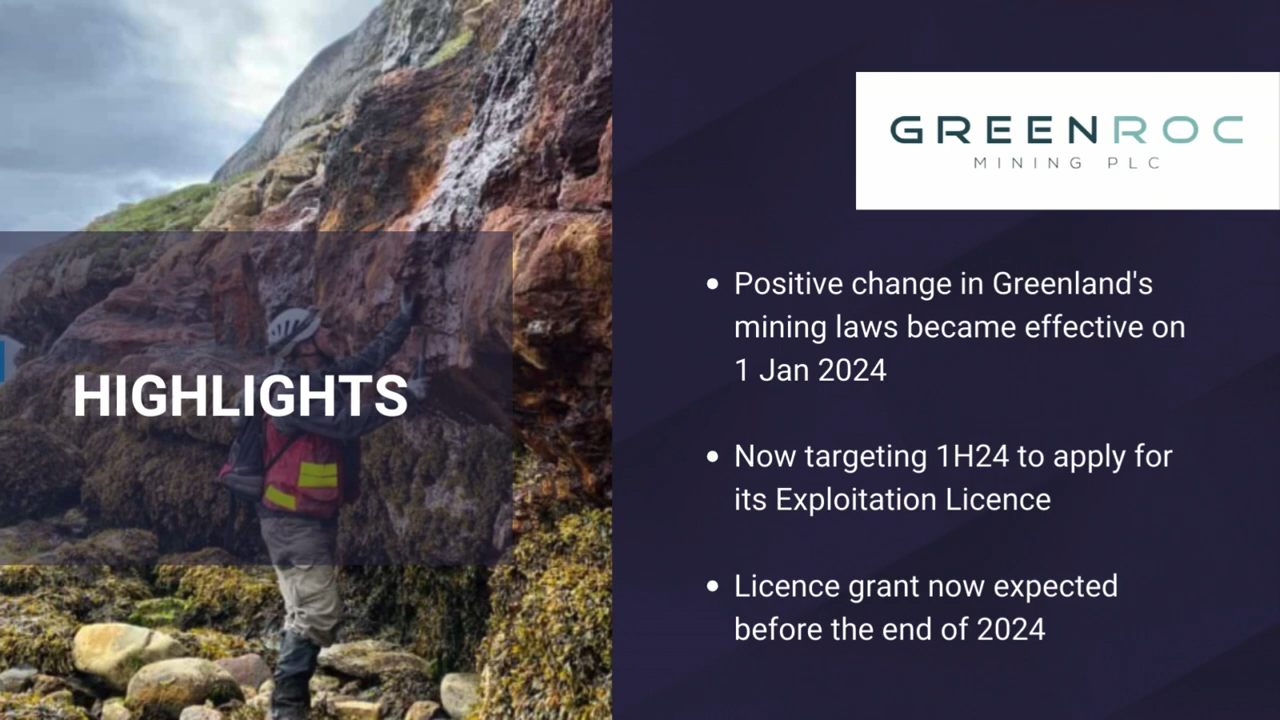 GREENROC
MINING PLC
HIGHLIGHTS
• Positive change in Greenland's
mining laws became effective on
1 Jan 2024
• Now targeting 1H24 to apply for
its Exploitation Licence
• Licence grant now expected
before the end of 2024